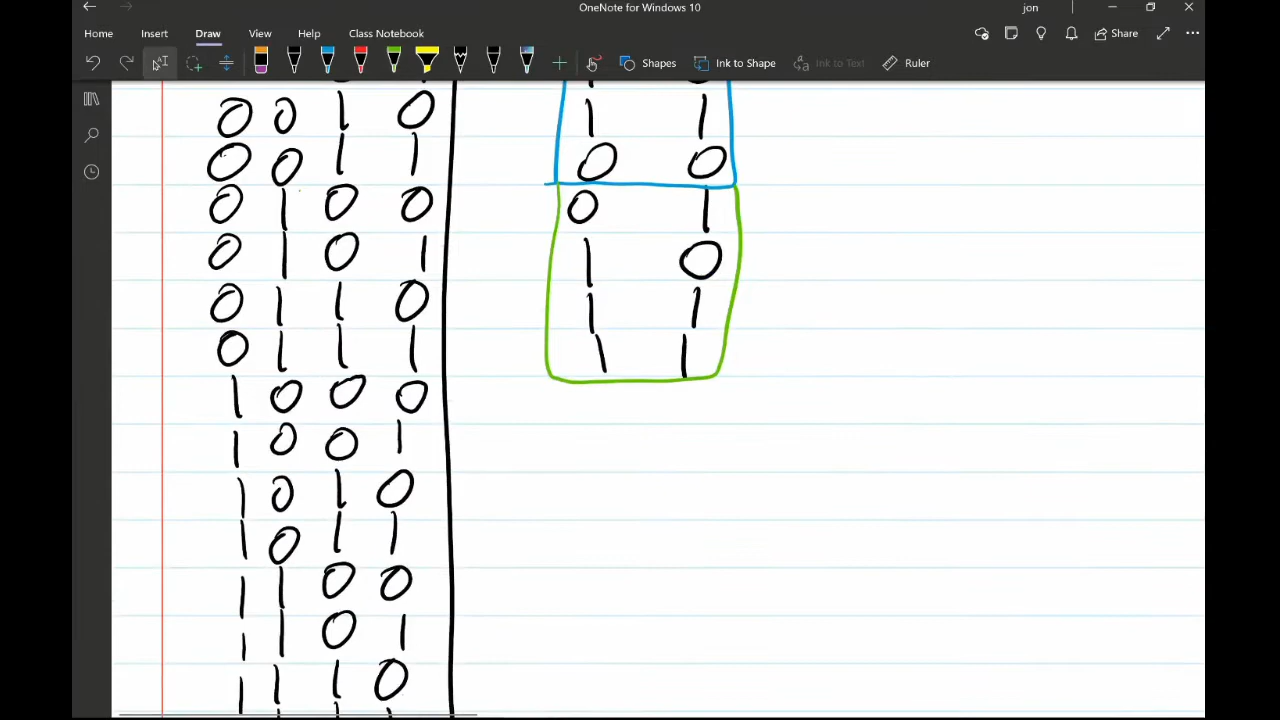 OneNote for Windows 10
jon
Home Insert Draw View Help Class Notebook
Share
Shapes Ink to Shape Ink to Text Ruler
0 0 1 0 1 1
0 0 1 1 0 0
0 1 0 0 0 1
0 1 0 1 1 0
0 1 1 0 1 1
0 1 1 1 1 1
1 0 0 0
1 0 0 1
1 0 1 0
1 0 1 1
1 1 0 0
1 1 0 1
1 1 1 0